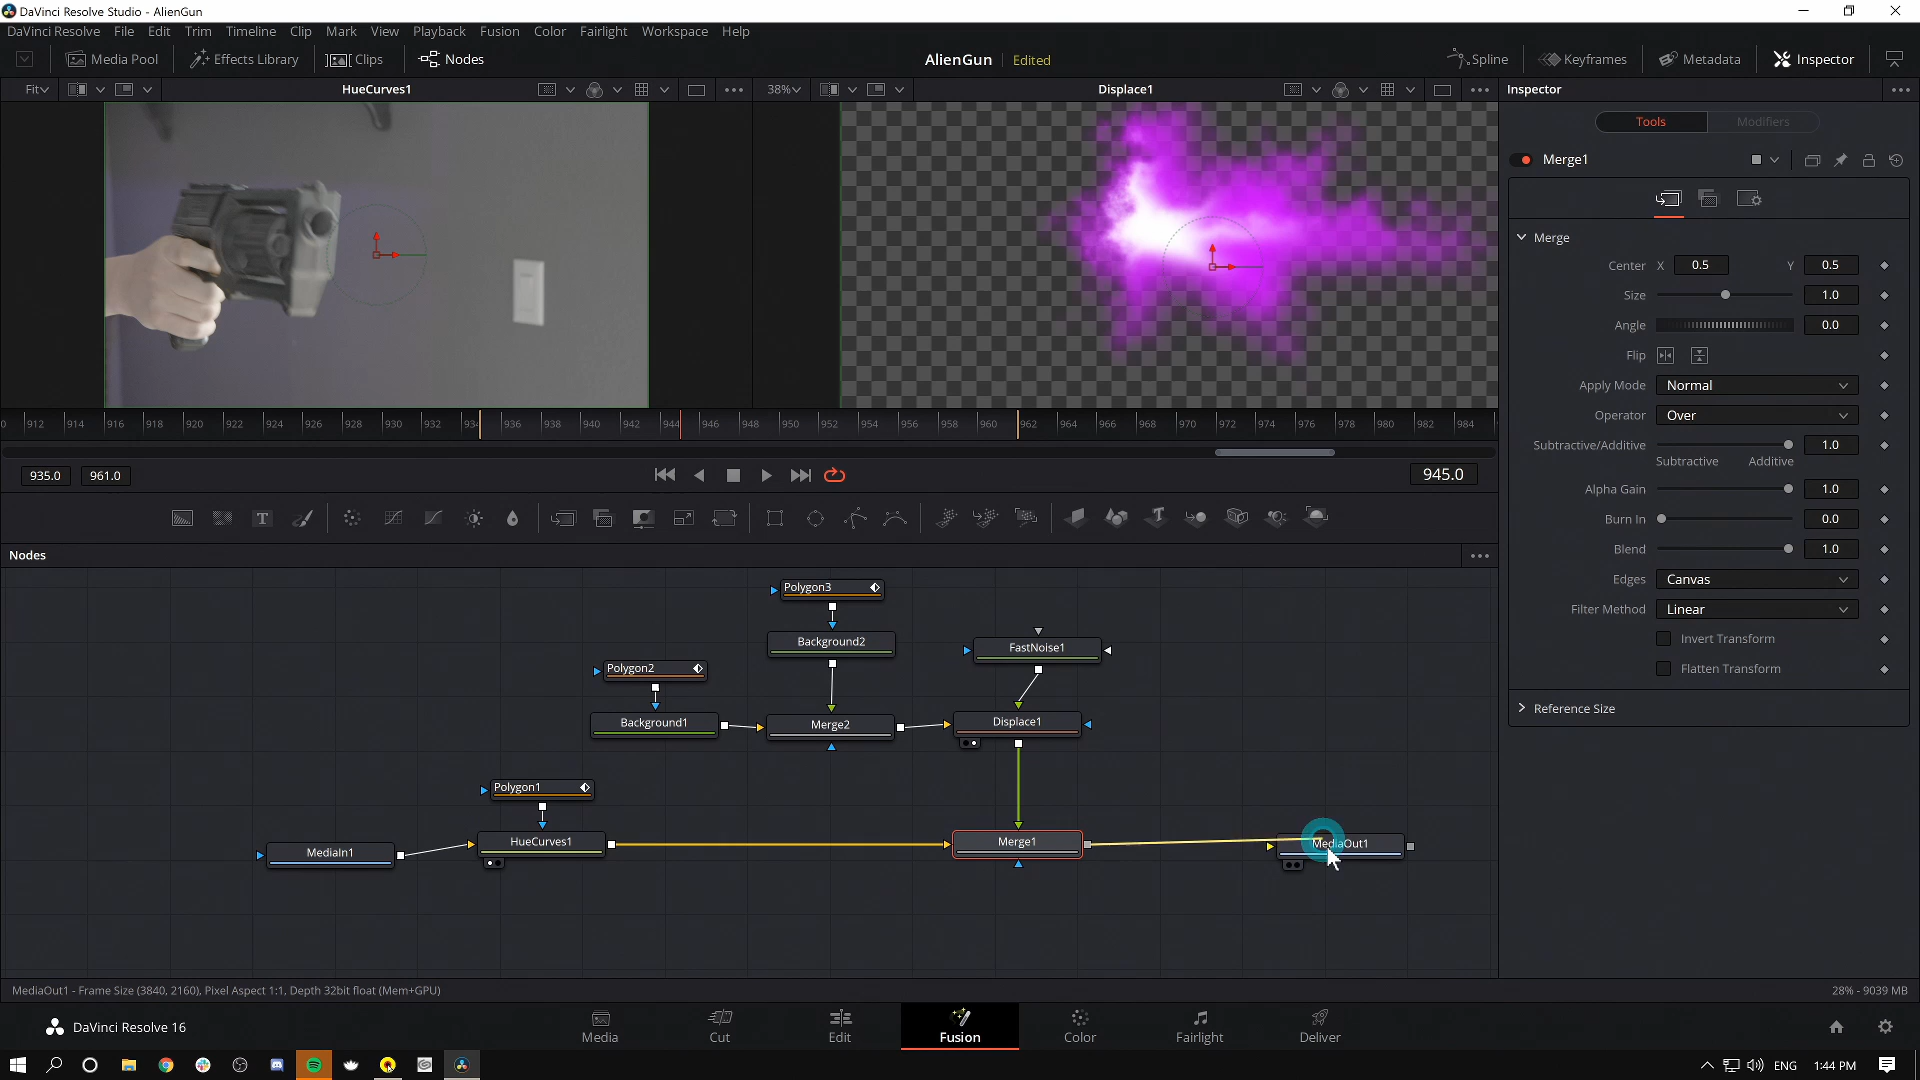 DaVinci Resolve Studio - AlienGun
DaVinci Resolve File Edit Trim Timeline Clip Mark View Playback Fusion Color Fairlight Workspace Help
Media Pool Effects Library Clips Nodes AlienGun Edited Spline Keyframes Metadata Inspector
Fit HueCurves1 38% Displace1 Inspector
Tools Modifiers
Merge1
Merge
Center X 0.5 Y 0.5
Size 1.0
Angle 0.0
Flip
Apply Mode Normal
Operator Over
Subtractive/Additive 1.0
Subtractive Additive
Alpha Gain 1.0
Burn In 0.0
Blend 1.0
Edges Canvas
Filter Method Linear
Invert Transform
Flatten Transform
Reference Size
912 914 916 918 920 922 924 926 928 930 932 934 936 938 940 942 944 946 948 950 952 954 956 958 960 962 964 966 968 970 972 974 976 978 980 982 984
935.0 961.0 945.0
Nodes
Polygon3
Background2
FastNoise1
Polygon2
Background1
Merge2
Displace1
Polygon1
HueCurves1
Merge1
MediaOut1
MediaIn1
MediaOut1 - Frame Size (3840, 2160), Pixel Aspect 1:1, Depth 32bit float (Mem+GPU) 28% - 9039 MB
DaVinci Resolve 16
Media Cut Edit Fusion Color Fairlight Deliver
ENG 1:44 PM